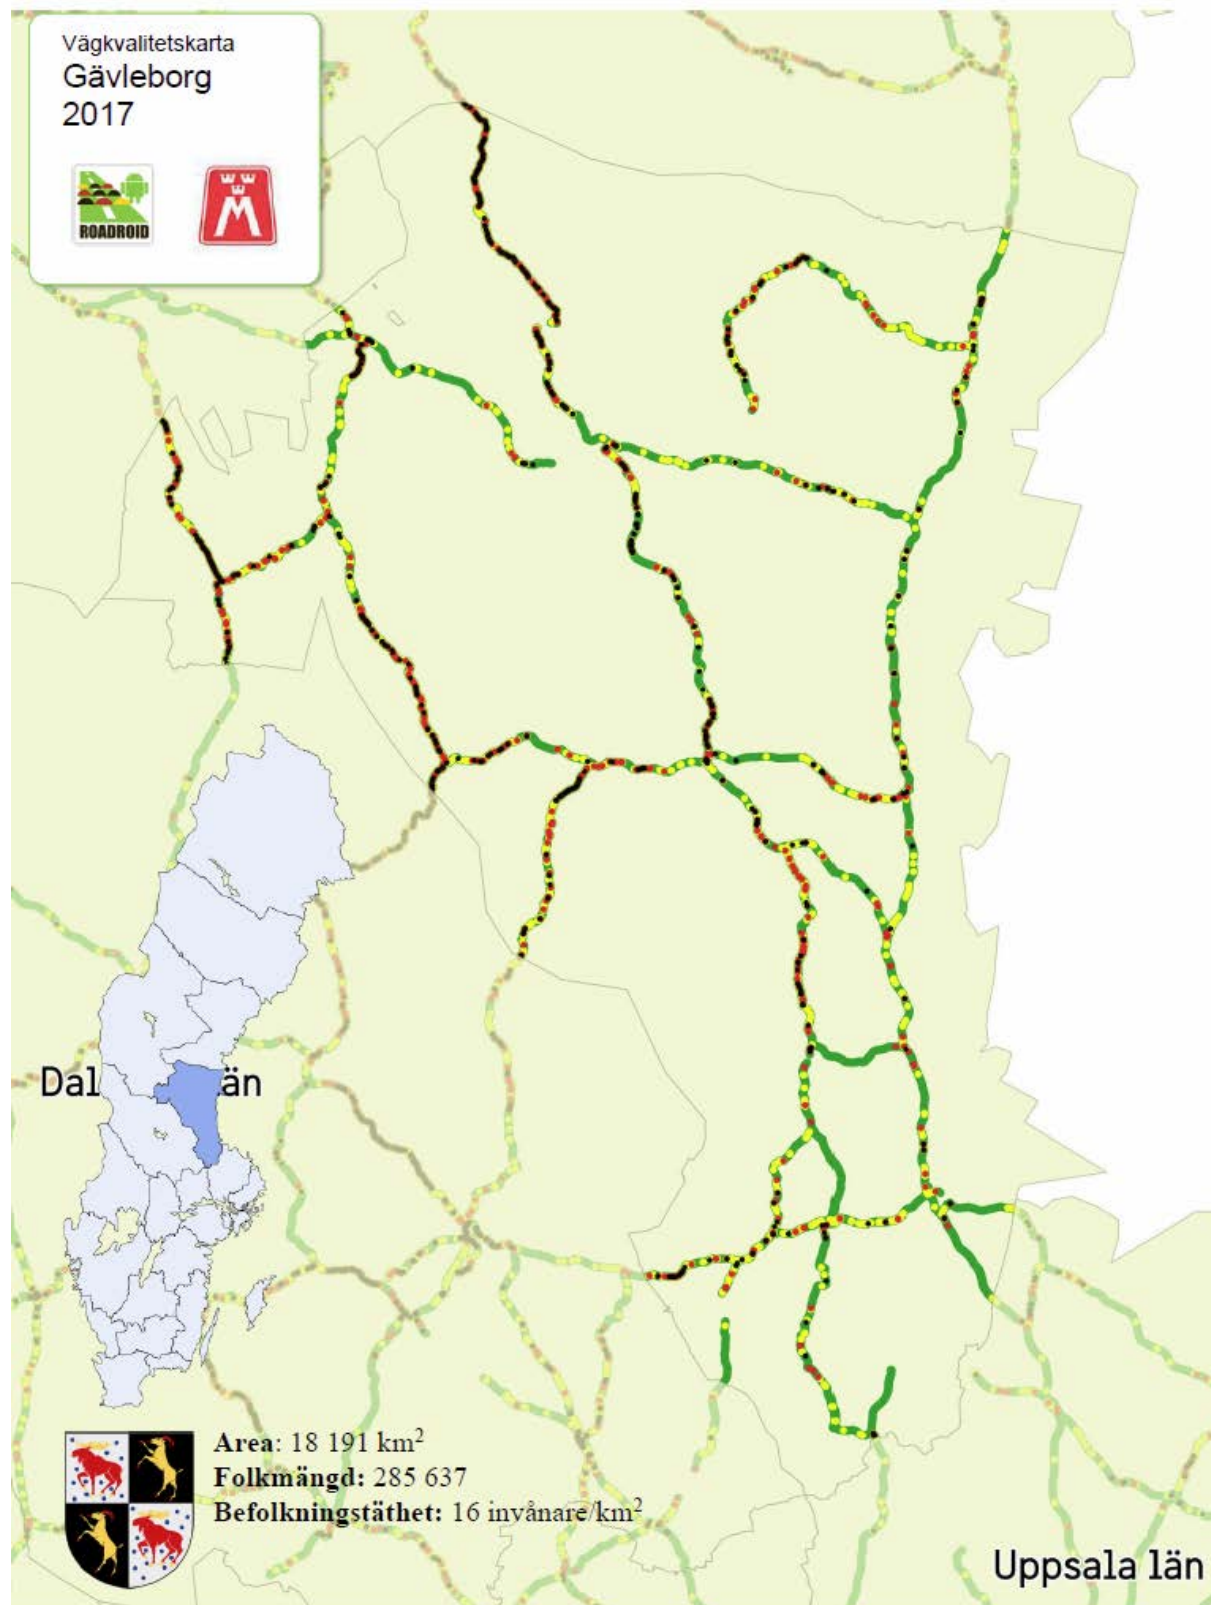 Vägkvalitetskarta
Gävleborg
2017
ROADROID
M
Dal
än
Area: 18 191 km²
Folkmängd: 285 637
Befolkningstäthet: 16 invånare/km²
Uppsala län